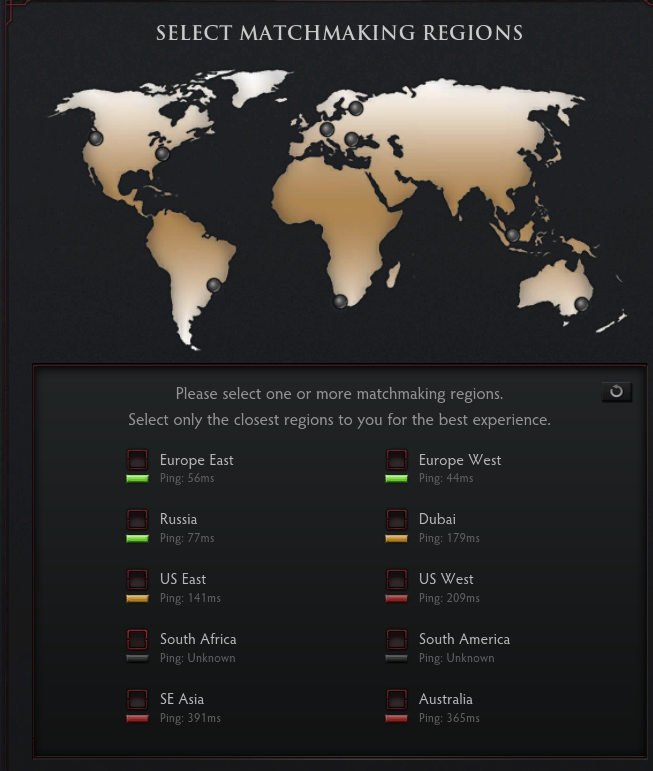 SELECT MATCHMAKING REGIONS
Please select one or more matchmaking regions.
Select only the closest regions to you for the best experience.
Europe East
Ping: 56ms
Europe West
Ping: 44ms
Russia
Ping: 77ms
Dubai
Ping: 179ms
US East
Ping: 141ms
US West
Ping: 209ms
South Africa
Ping: Unknown
South America
Ping: Unknown
SE Asia
Ping: 391ms
Australia
Ping: 365ms